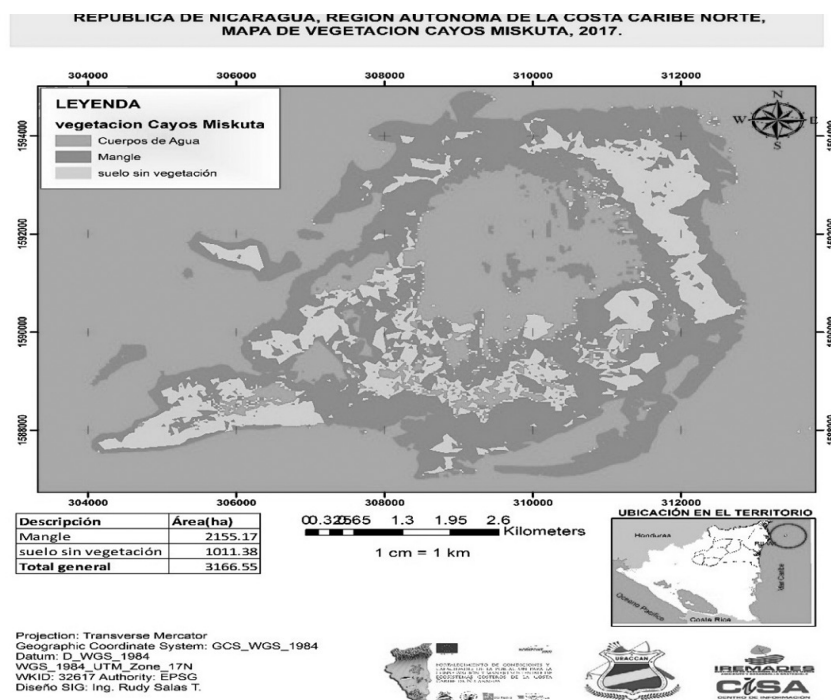 REPUBLICA DE NICARAGUA, REGION AUTONOMA DE LA COSTA CARIBE NORTE,
MAPA DE VEGETACION CAYOS MISKUTA, 2017.
304000 306000 308000 310000 312000
LEYENDA
vegetacion Cayos Miskuta
Cuerpos de Agua
Mangle
suelo sin vegetación
N
W E
S
1594000
1592000
1590000
1588000
304000 306000 308000 310000 312000
Descripción Área(ha)
Mangle 2155.17
suelo sin vegetación 1011.38
Total general 3166.55
1.3 1.95 2.6
Kilometers
1 cm = 1 km
UBICACIÓN EN EL TERRITORIO
Honduras
Mar Caribe
Oceano Pacifico
Costa Rica
Projection: Transverse Mercator
Geographic Coordinate System: GCS_WGS_1984
Datum: D_WGS_1984
WGS_1984_UTM_Zone_17N
WKID: 32617 Authority: EPSG
Diseño SIG: Ing. Rudy Salas T.
URACCAN
IREMADES
CISA
CENTRO DE INFORMACION